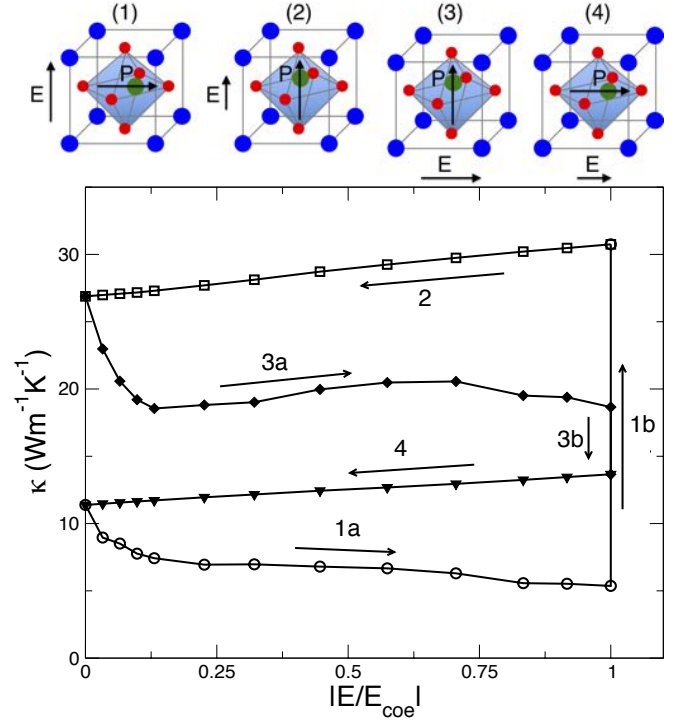 (1) (2) (3) (4)
E P E P P P
E E
30
20
10
0
κ (Wm⁻¹K⁻¹)
2
3a
3b
1b
4
1a
0 0.25 0.5 0.75 1
|E/E_coe|